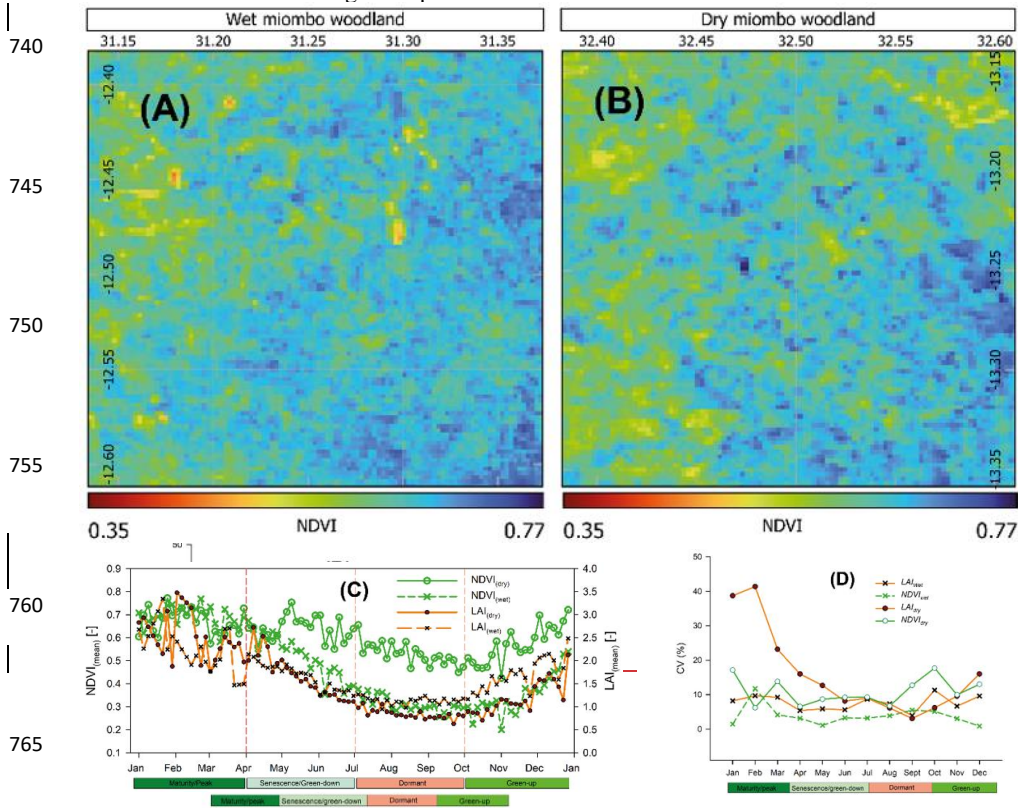 Wet miombo woodland
Dry miombo woodland
31.15 31.20 31.25 31.30 31.35
32.40 32.45 32.50 32.55 32.60
740
745
750
755
760
765
(A)
-12.40
-12.45
-12.50
-12.55
-12.60
(B)
-13.15
-13.20
-13.25
-13.30
-13.35
0.35 NDVI 0.77
0.35 NDVI 0.77
50
(C)
NDVI(mean) [-]
0.9
0.8
0.7
0.6
0.5
0.4
0.3
0.2
0.1
NDVI(dry)
NDVI(wet)
LAI(dry)
LAI(wet)
4.0
3.5
3.0
2.5
2.0
1.5
1.0
0.5
0.0
LAI(mean) [-]
Jan Feb Mar Apr May Jun Jul Aug Sep Oct Nov Dec Jan
Maturity/Peak Senescence/Green-down Dormant Green-up
Maturity/peak Senescence/green-down Dormant Green-up
(D)
CV (%)
50
40
30
20
10
0
LAIwet
NDVIwet
LAIdry
NDVIdry
Jan Feb Mar Apr May Jun Jul Aug Sept Oct Nov Dec
Maturity/peak Senescence/green-down Dormant Green-up